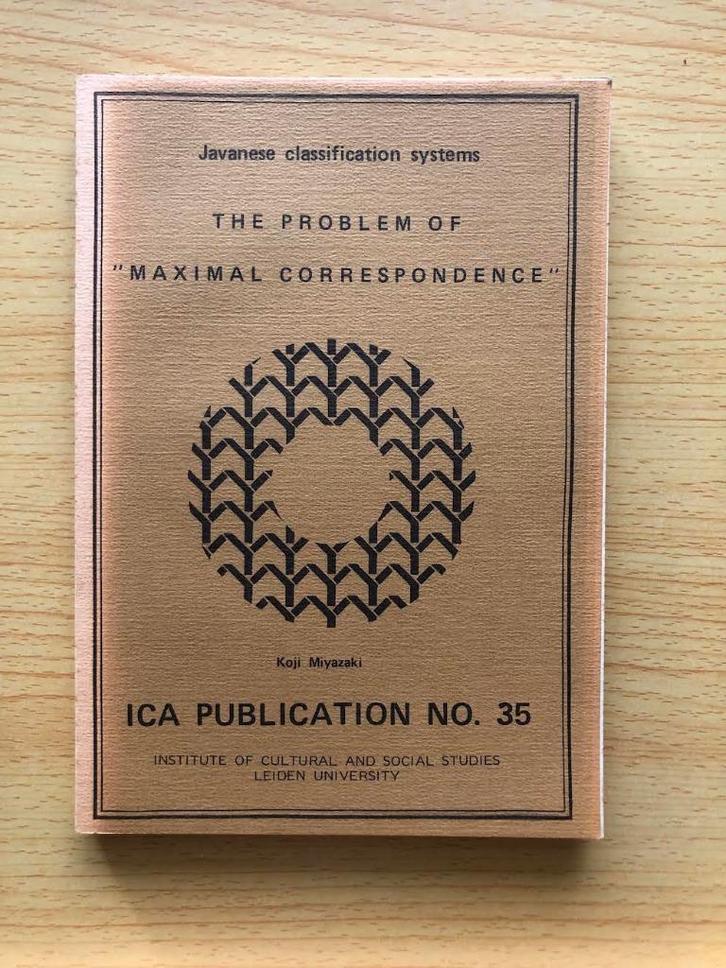 Javanese classification systems
THE PROBLEM OF
"MAXIMAL CORRESPONDENCE"
Koji Miyazaki
ICA PUBLICATION NO. 35
INSTITUTE OF CULTURAL AND SOCIAL STUDIES
LEIDEN UNIVERSITY